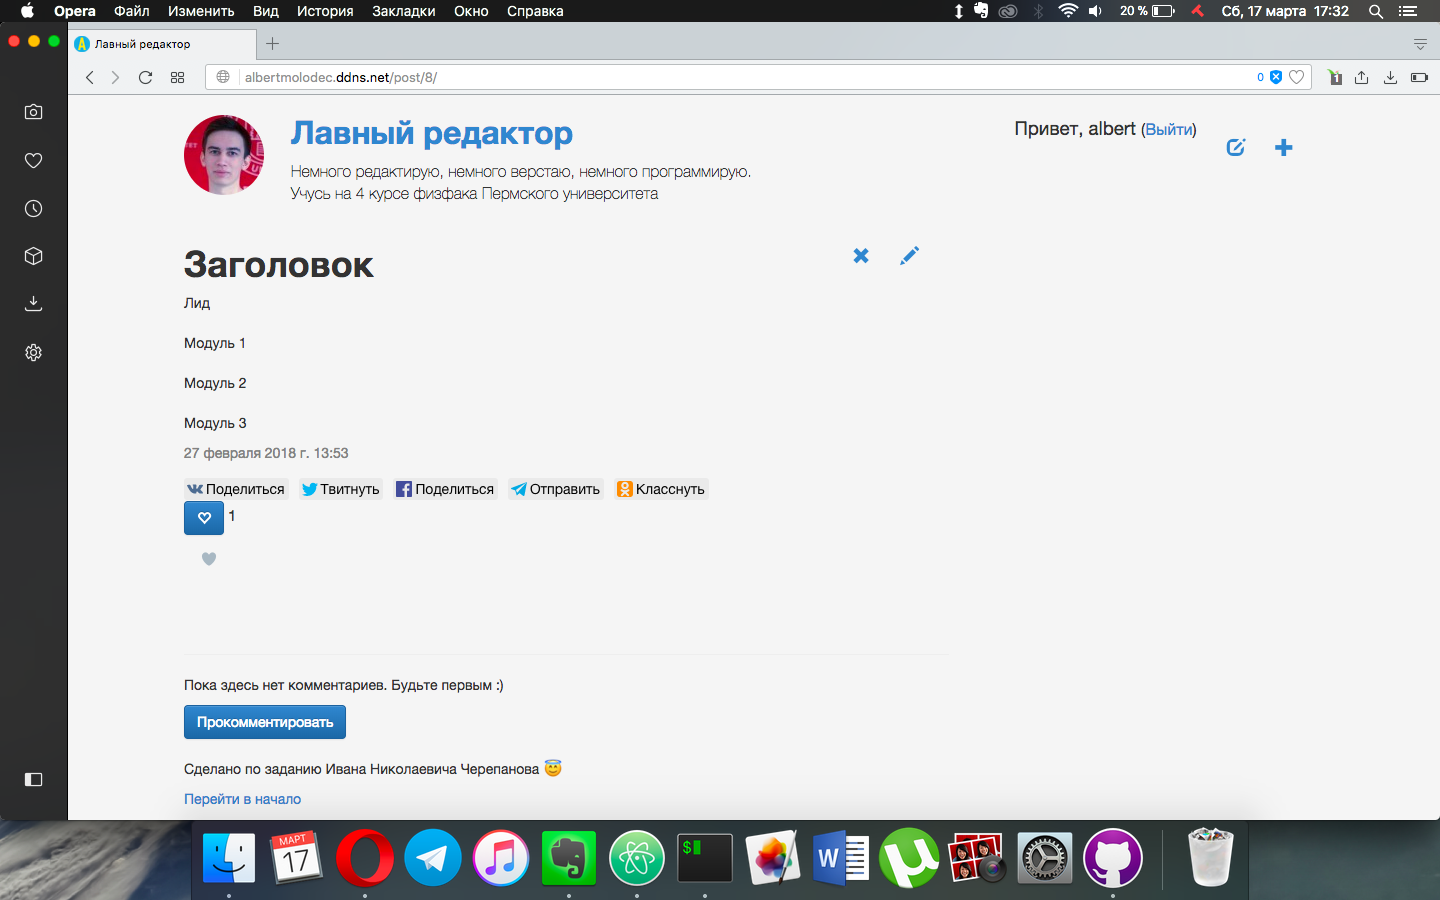 Opera Файл Изменить Вид История Закладки Окно Справка 20 % Сб, 17 марта 17:32
Лавный редактор
albertmolodec.ddns.net/post/8/ 0 1
Лавный редактор
Привет, albert (Выйти)
Немного редактирую, немного верстаю, немного программирую.
Учусь на 4 курсе физфака Пермского университета
Заголовок
Лид
Модуль 1
Модуль 2
Модуль 3
27 февраля 2018 г. 13:53
Поделиться Твитнуть Поделиться Отправить Класснуть
1
Пока здесь нет комментариев. Будьте первым :)
Прокомментировать
Сделано по заданию Ивана Николаевича Черепанова 😇
Перейти в начало
МАРТ
17
$
W